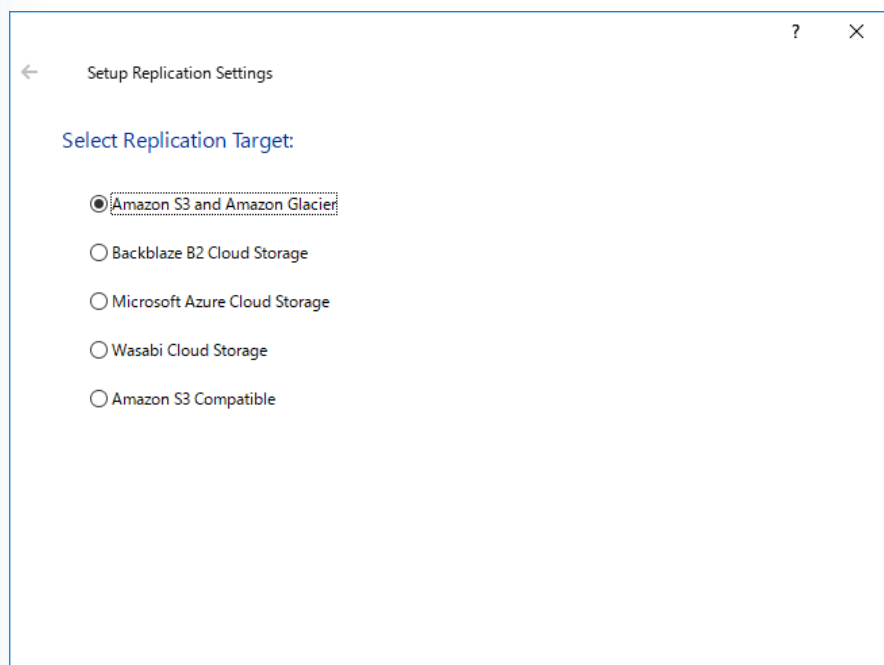 ?
Setup Replication Settings
Select Replication Target:
Amazon S3 and Amazon Glacier
Backblaze B2 Cloud Storage
Microsoft Azure Cloud Storage
Wasabi Cloud Storage
Amazon S3 Compatible